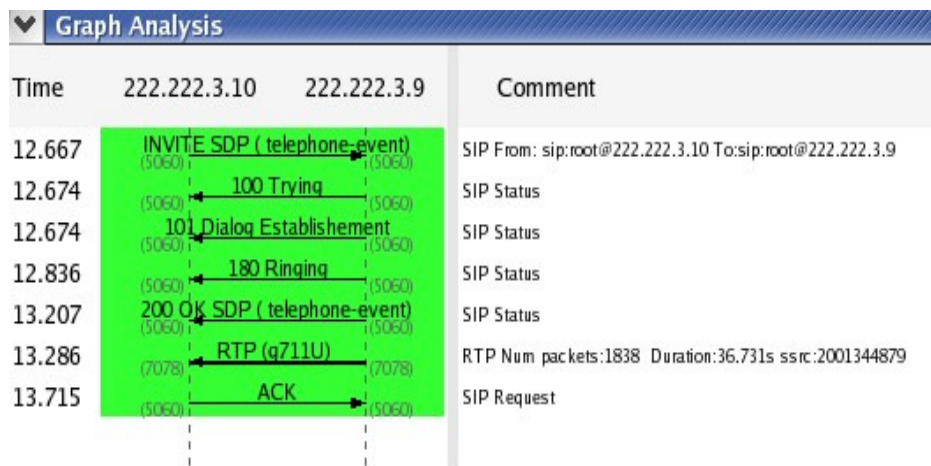 Graph Analysis
Time 222.222.3.10 222.222.3.9 Comment
12.667 INVITE SDP ( telephone-event) SIP From: sip:root@222.222.3.10 To:sip:root@222.222.3.9
(5060) (5060)
12.674 100 Trying SIP Status
(5060) (5060)
12.674 101 Dialog Establishement SIP Status
(5060) (5060)
12.836 180 Ringing SIP Status
(5060) (5060)
13.207 200 OK SDP ( telephone-event) SIP Status
(5060) (5060)
13.286 RTP (g711U) RTP Num packets:1838 Duration:36.731s ssrc:2001344879
(7078) (7078)
13.715 ACK SIP Request
(5060) (5060)